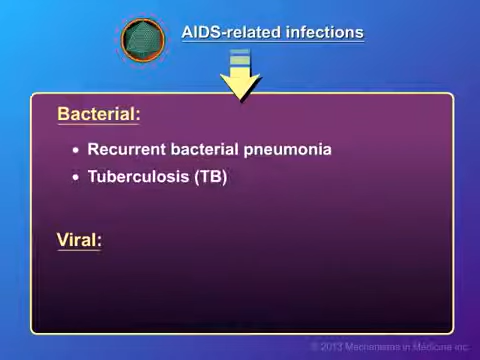 AIDS-related infections
Bacterial:
• Recurrent bacterial pneumonia
• Tuberculosis (TB)
Viral:
© 2013 Mechanisms in Medicine Inc.